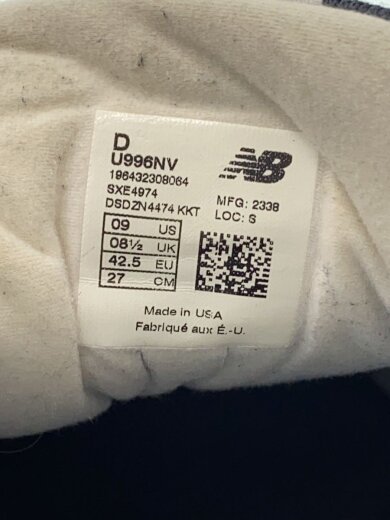 D
U996NV
196432308064
SXE4974
DSDZN4474 KKT
NB
MFG: 2338
LOC: S
09 US
08½ UK
42.5 EU
27 CM
Made in USA
Fabriqué aux É.-U.